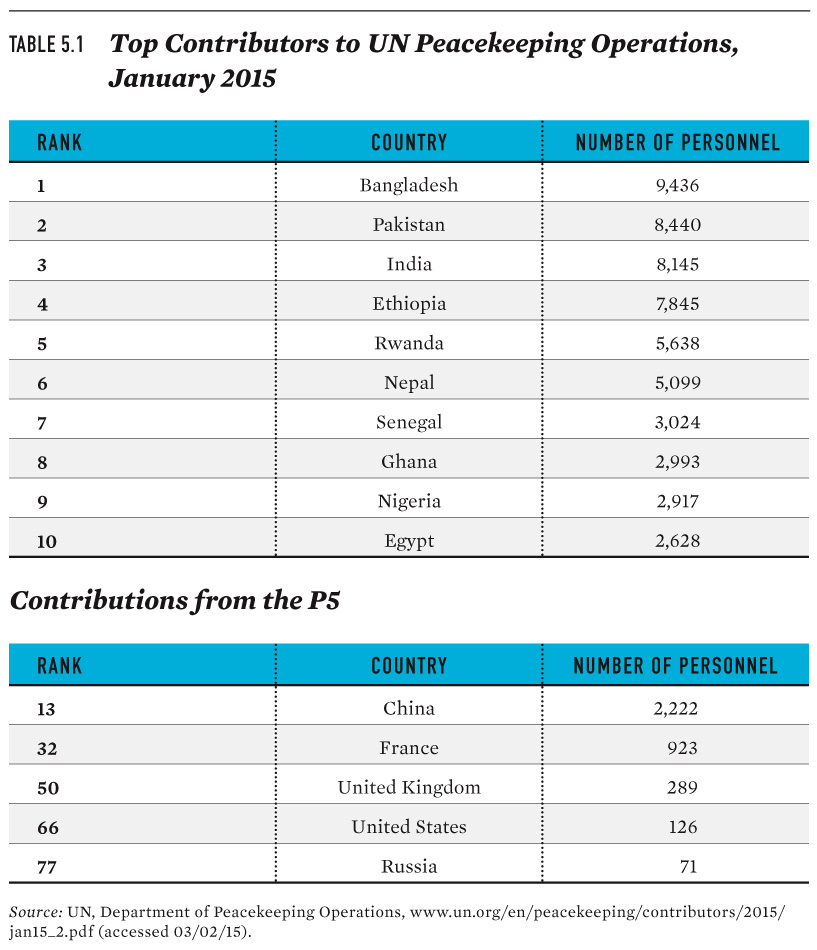 TABLE 5.1 Top Contributors to UN Peacekeeping Operations,
January 2015
RANK COUNTRY NUMBER OF PERSONNEL
1 Bangladesh 9,436
2 Pakistan 8,440
3 India 8,145
4 Ethiopia 7,845
5 Rwanda 5,638
6 Nepal 5,099
7 Senegal 3,024
8 Ghana 2,993
9 Nigeria 2,917
10 Egypt 2,628
Contributions from the P5
RANK COUNTRY NUMBER OF PERSONNEL
13 China 2,222
32 France 923
50 United Kingdom 289
66 United States 126
77 Russia 71
Source: UN, Department of Peacekeeping Operations, www.un.org/en/peacekeeping/contributors/2015/
jan15_2.pdf (accessed 03/02/15).